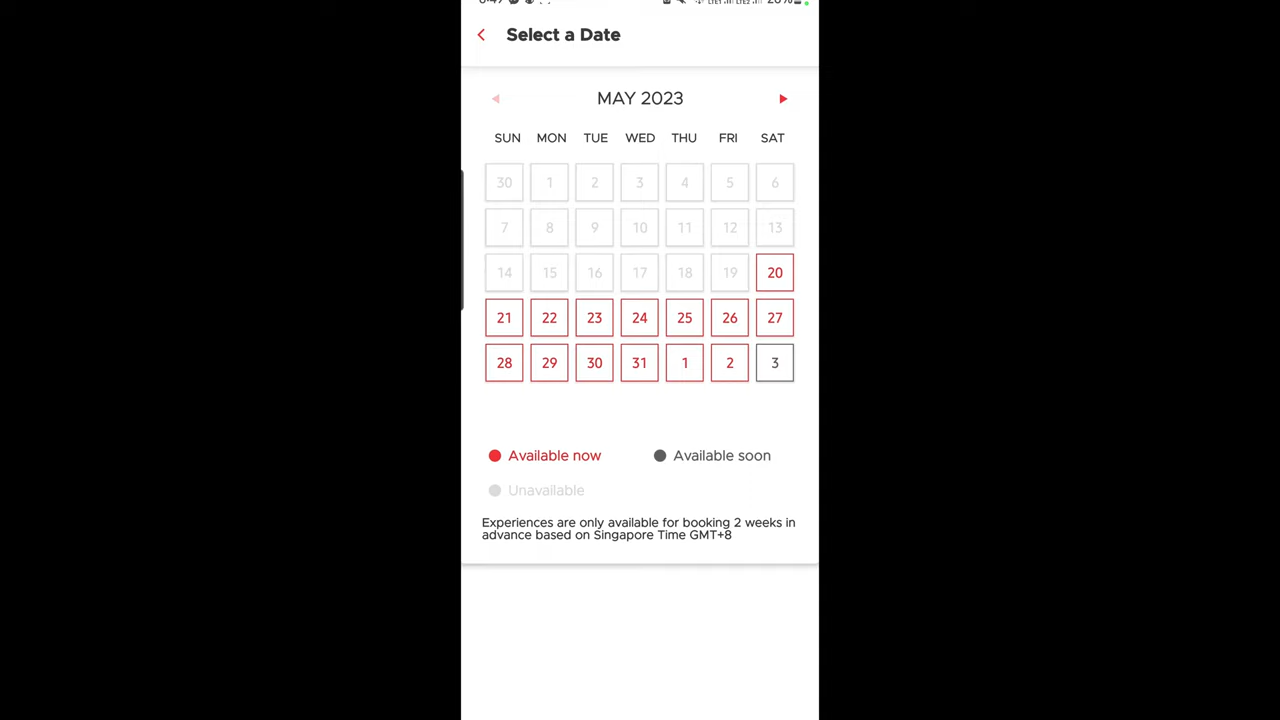 Select a Date
MAY 2023
SUN MON TUE WED THU FRI SAT
30 1 2 3 4 5 6
7 8 9 10 11 12 13
14 15 16 17 18 19 20
21 22 23 24 25 26 27
28 29 30 31 1 2 3
Available now Available soon
Unavailable
Experiences are only available for booking 2 weeks in
advance based on Singapore Time GMT+8